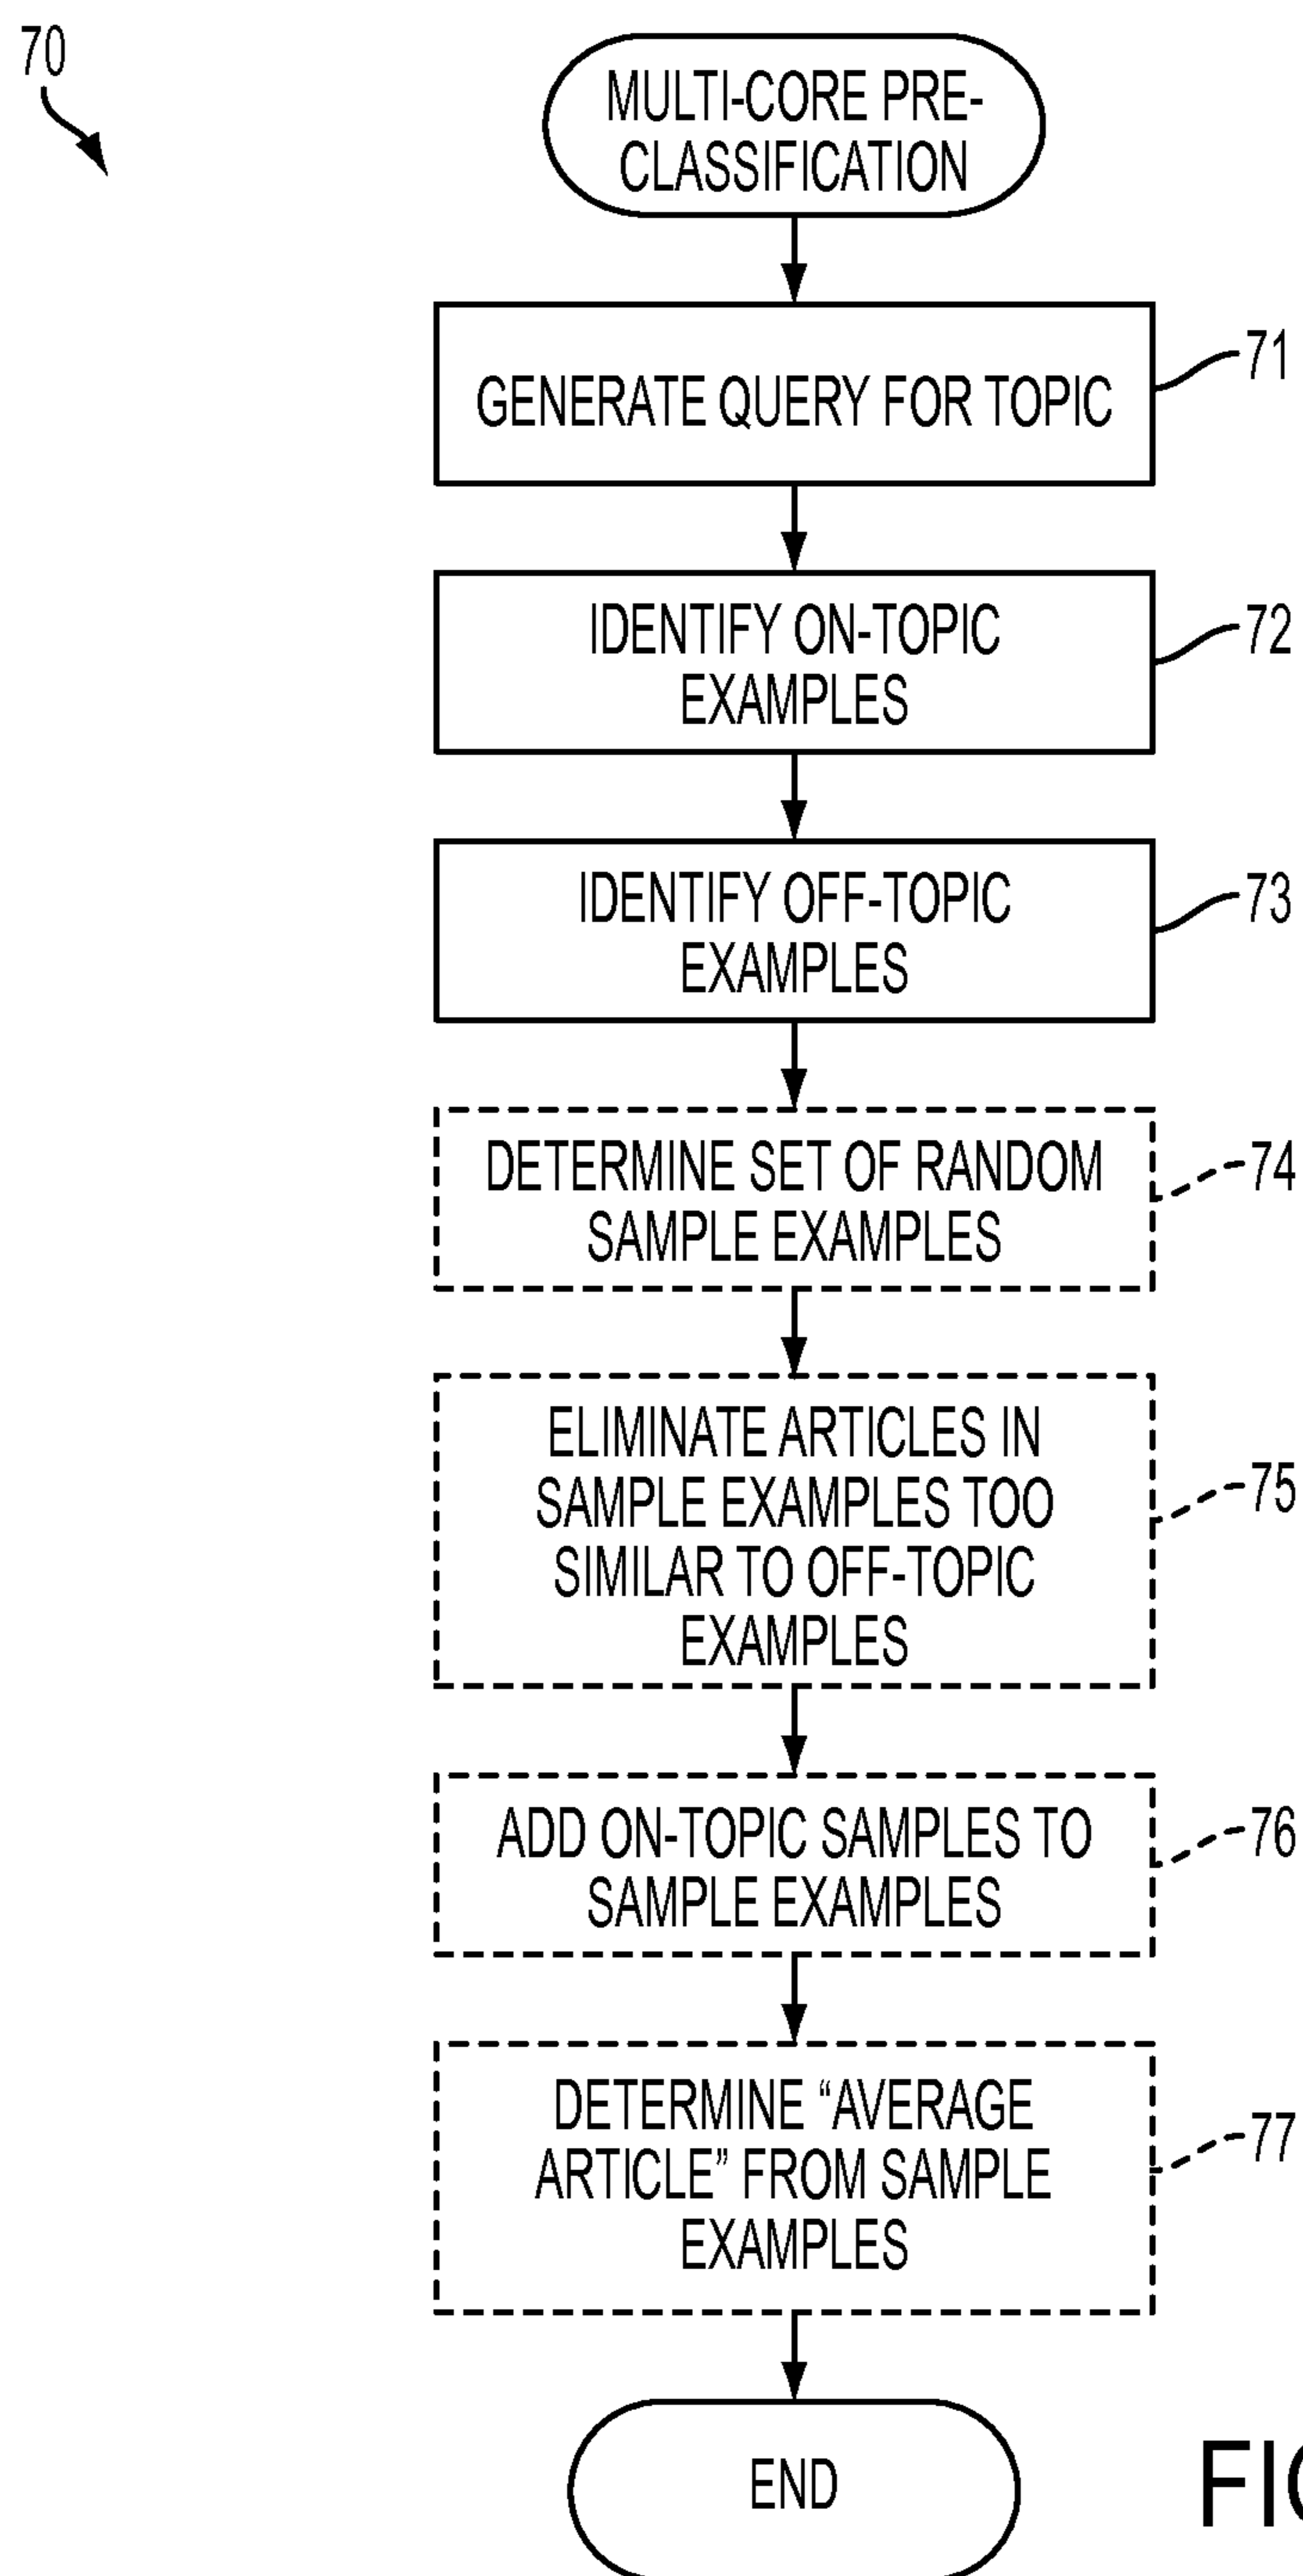 70
MULTI-CORE PRE-
CLASSIFICATION
GENERATE QUERY FOR TOPIC
71
IDENTIFY ON-TOPIC
EXAMPLES
72
IDENTIFY OFF-TOPIC
EXAMPLES
73
DETERMINE SET OF RANDOM
SAMPLE EXAMPLES
74
ELIMINATE ARTICLES IN
SAMPLE EXAMPLES TOO
SIMILAR TO OFF-TOPIC
EXAMPLES
75
ADD ON-TOPIC SAMPLES TO
SAMPLE EXAMPLES
76
DETERMINE “AVERAGE
ARTICLE” FROM SAMPLE
EXAMPLES
77
END